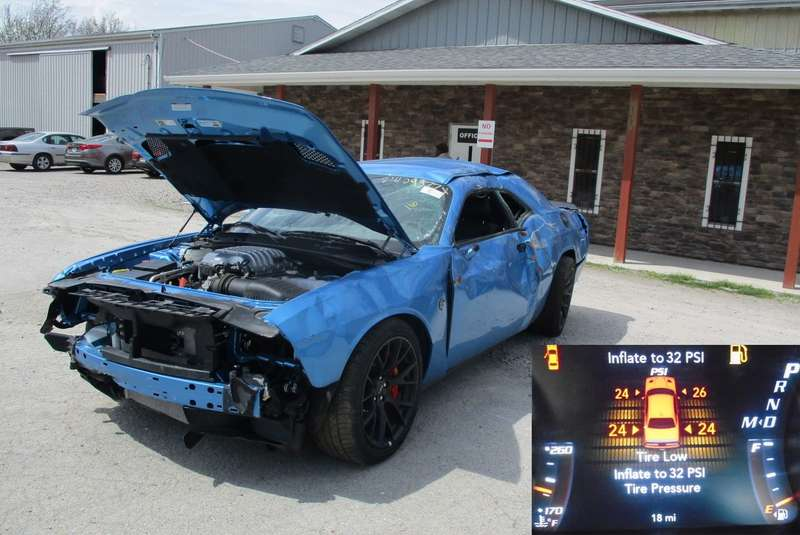 OFFIC
NO
Inflate to 32 PSI
PSI
24 26
24 24
Tire Low
Inflate to 32 PSI
Tire Pressure
18 mi
P
R
N
M D
260
170
F
F
E